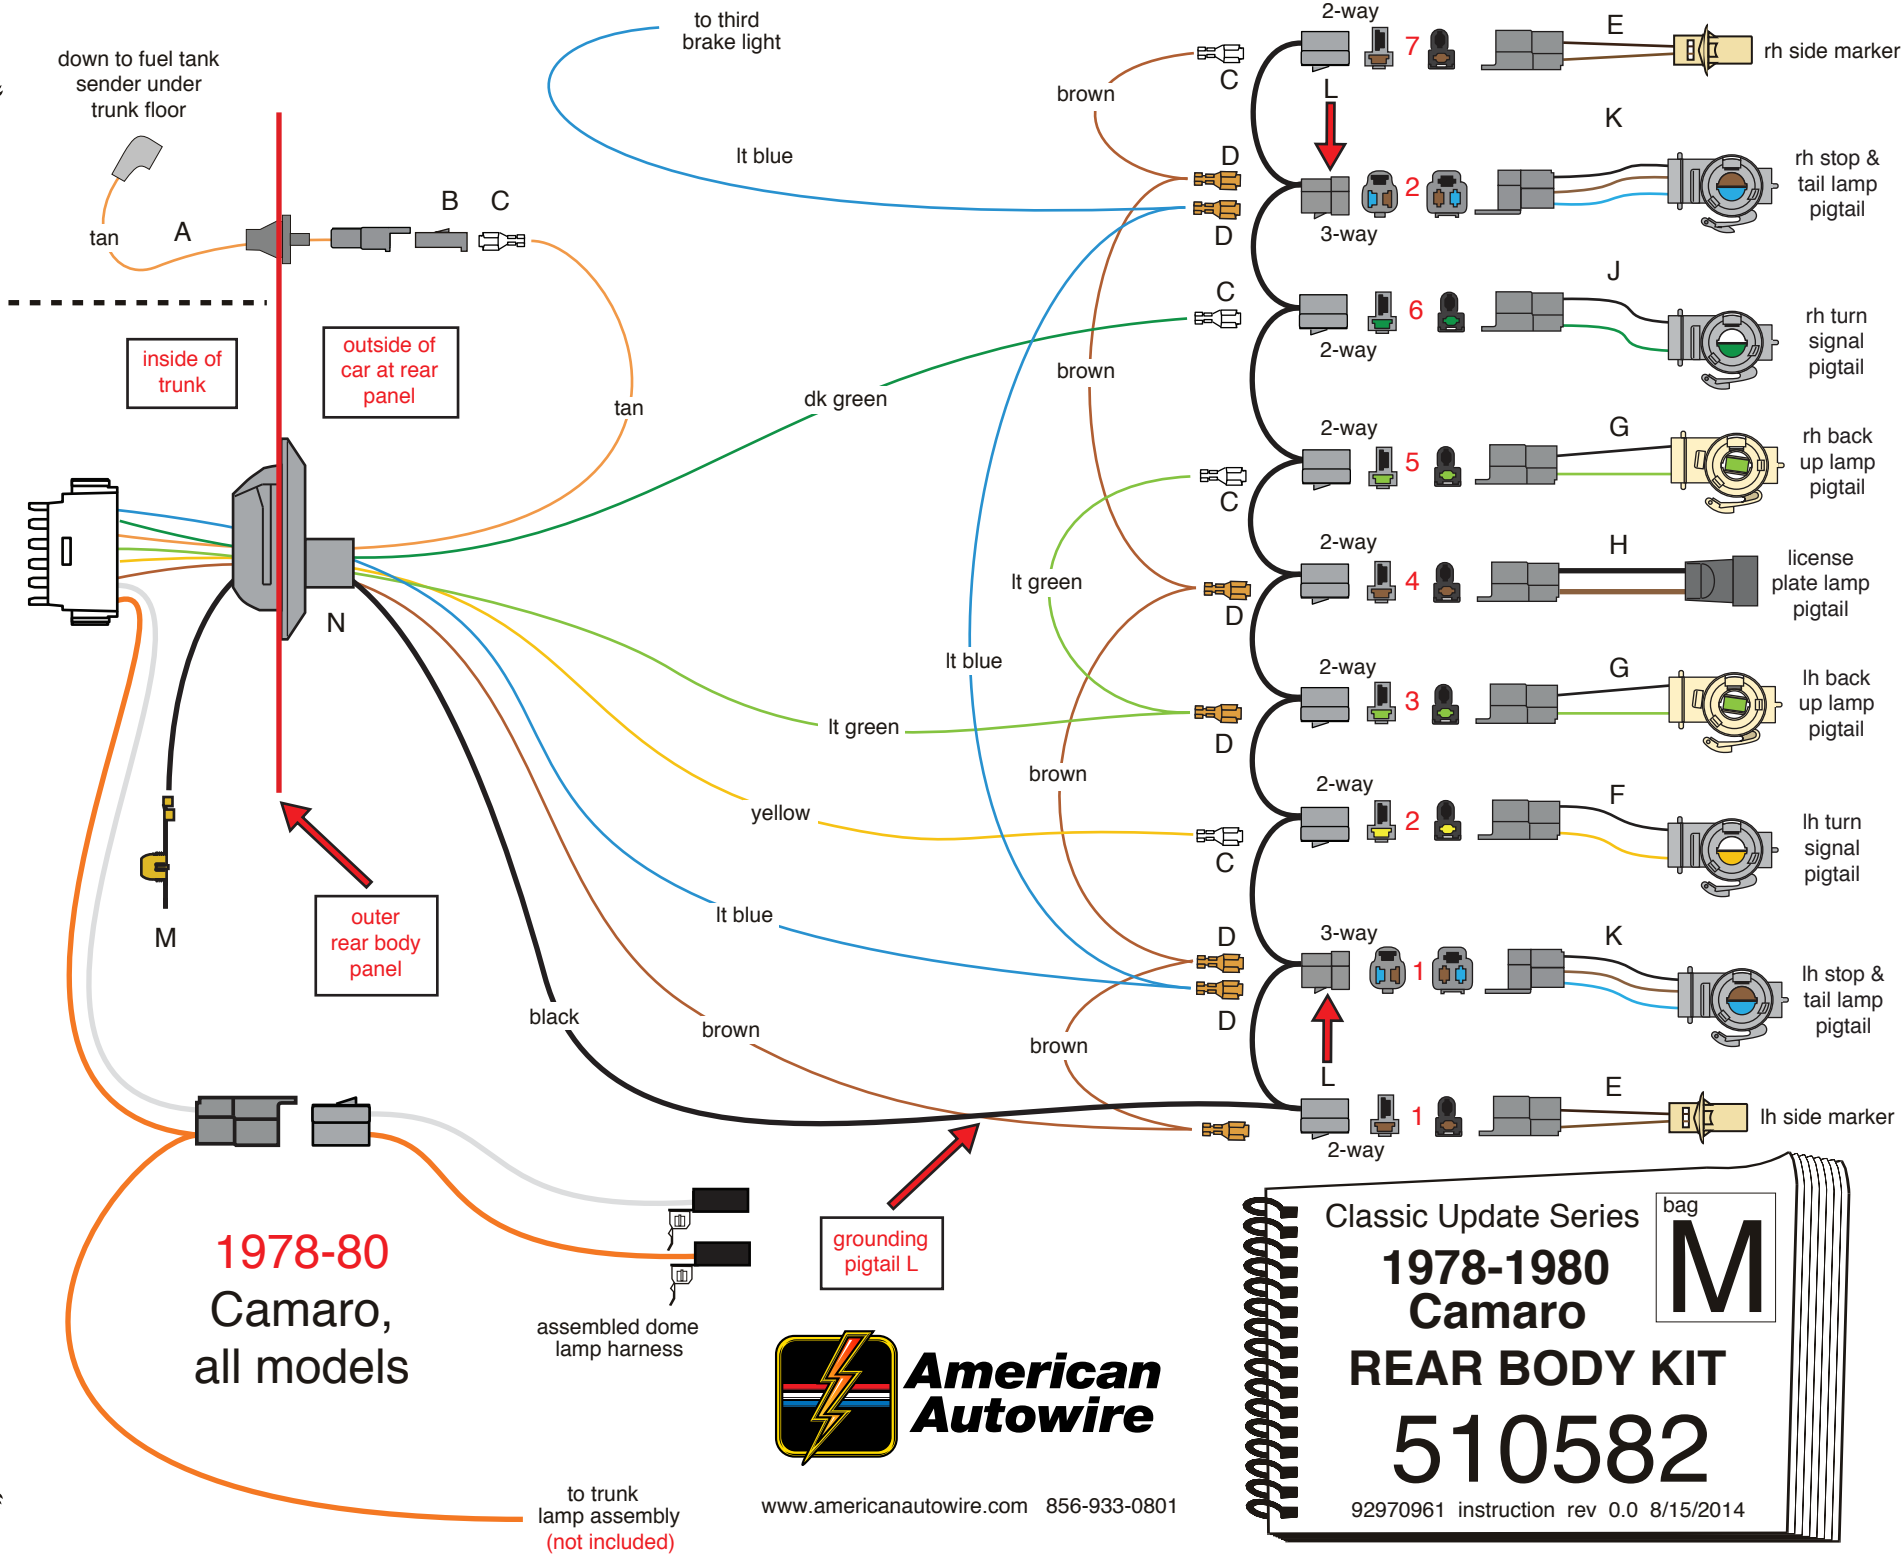 down to fuel tank
sender under
trunk floor
to third
brake light
lt blue
tan
A
B
C
inside of
trunk
outside of
car at rear
panel
tan
dk green
N
M
outer
rear body
panel
lt green
yellow
lt blue
black
brown
grounding
pigtail L
brown
brown
lt green
lt blue
brown
brown
2-way
C
7
E
rh side marker
L
D
D
2
3-way
K
rh stop &
tail lamp
pigtail
C
6
2-way
J
rh turn
signal
pigtail
2-way
C
5
G
rh back
up lamp
pigtail
2-way
D
4
H
license
plate lamp
pigtail
2-way
D
3
G
lh back
up lamp
pigtail
2-way
C
2
F
lh turn
signal
pigtail
D
3-way
D
1
K
lh stop &
tail lamp
pigtail
L
1
2-way
E
lh side marker
1978-80
Camaro,
all models
assembled dome
lamp harness
to trunk
lamp assembly
(not included)
American
Autowire
www.americanautowire.com 856-933-0801
Classic Update Series
bag
M
1978-1980
Camaro
REAR BODY KIT
510582
92970961 instruction rev 0.0 8/15/2014